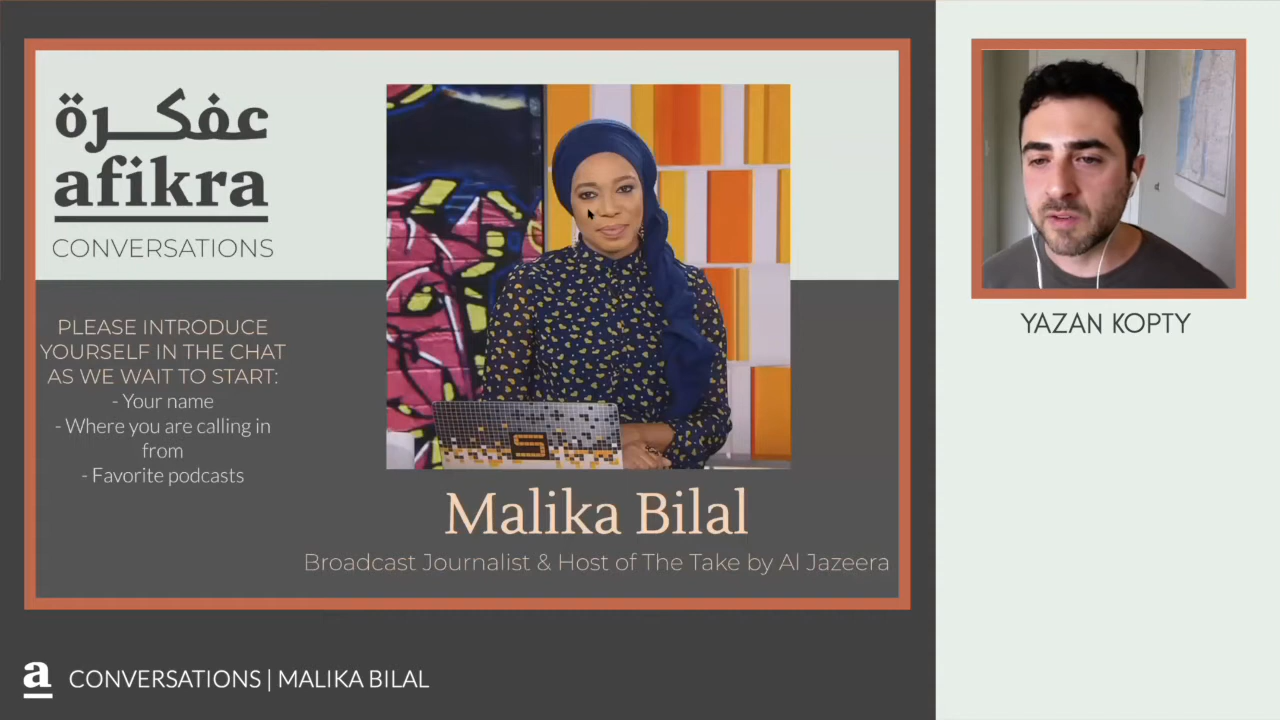 عفكرة
afikra
CONVERSATIONS
PLEASE INTRODUCE
YOURSELF IN THE CHAT
AS WE WAIT TO START:
- Your name
- Where you are calling in
from
- Favorite podcasts
Malika Bilal
Broadcast Journalist & Host of The Take by Al Jazeera
YAZAN KOPTY
a CONVERSATIONS | MALIKA BILAL